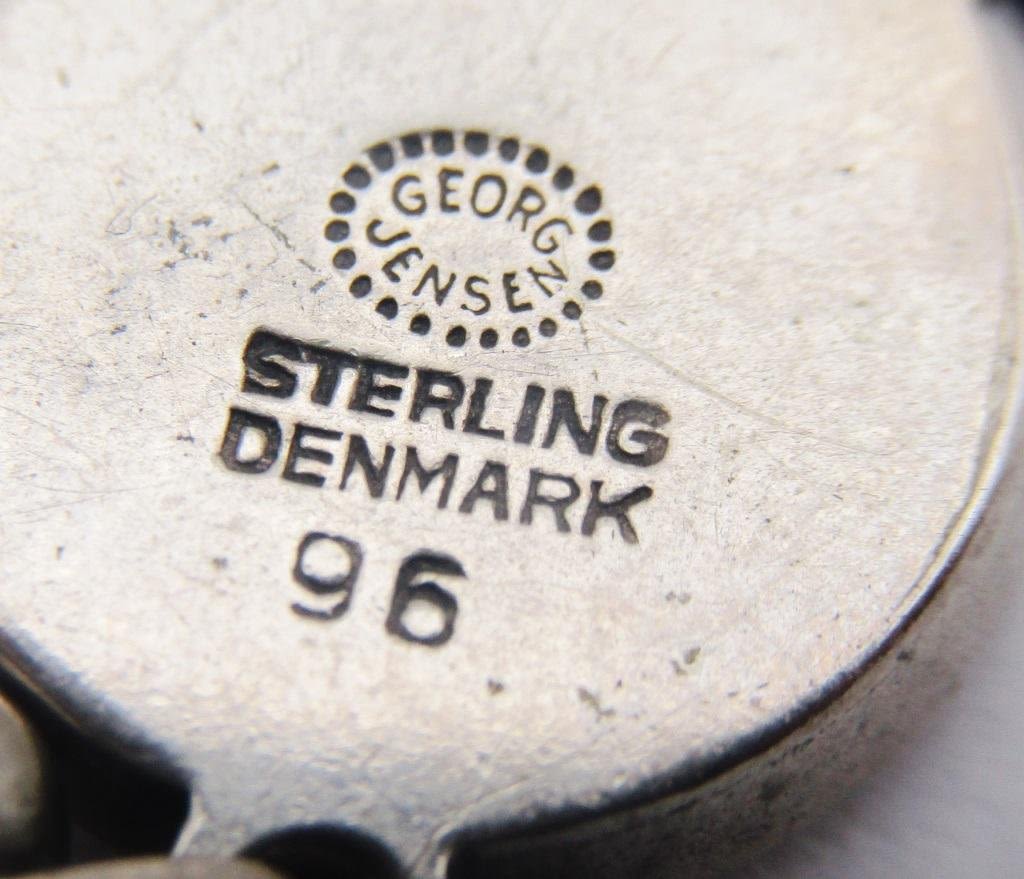 GEORG
JENSEN
STERLING
DENMARK
96